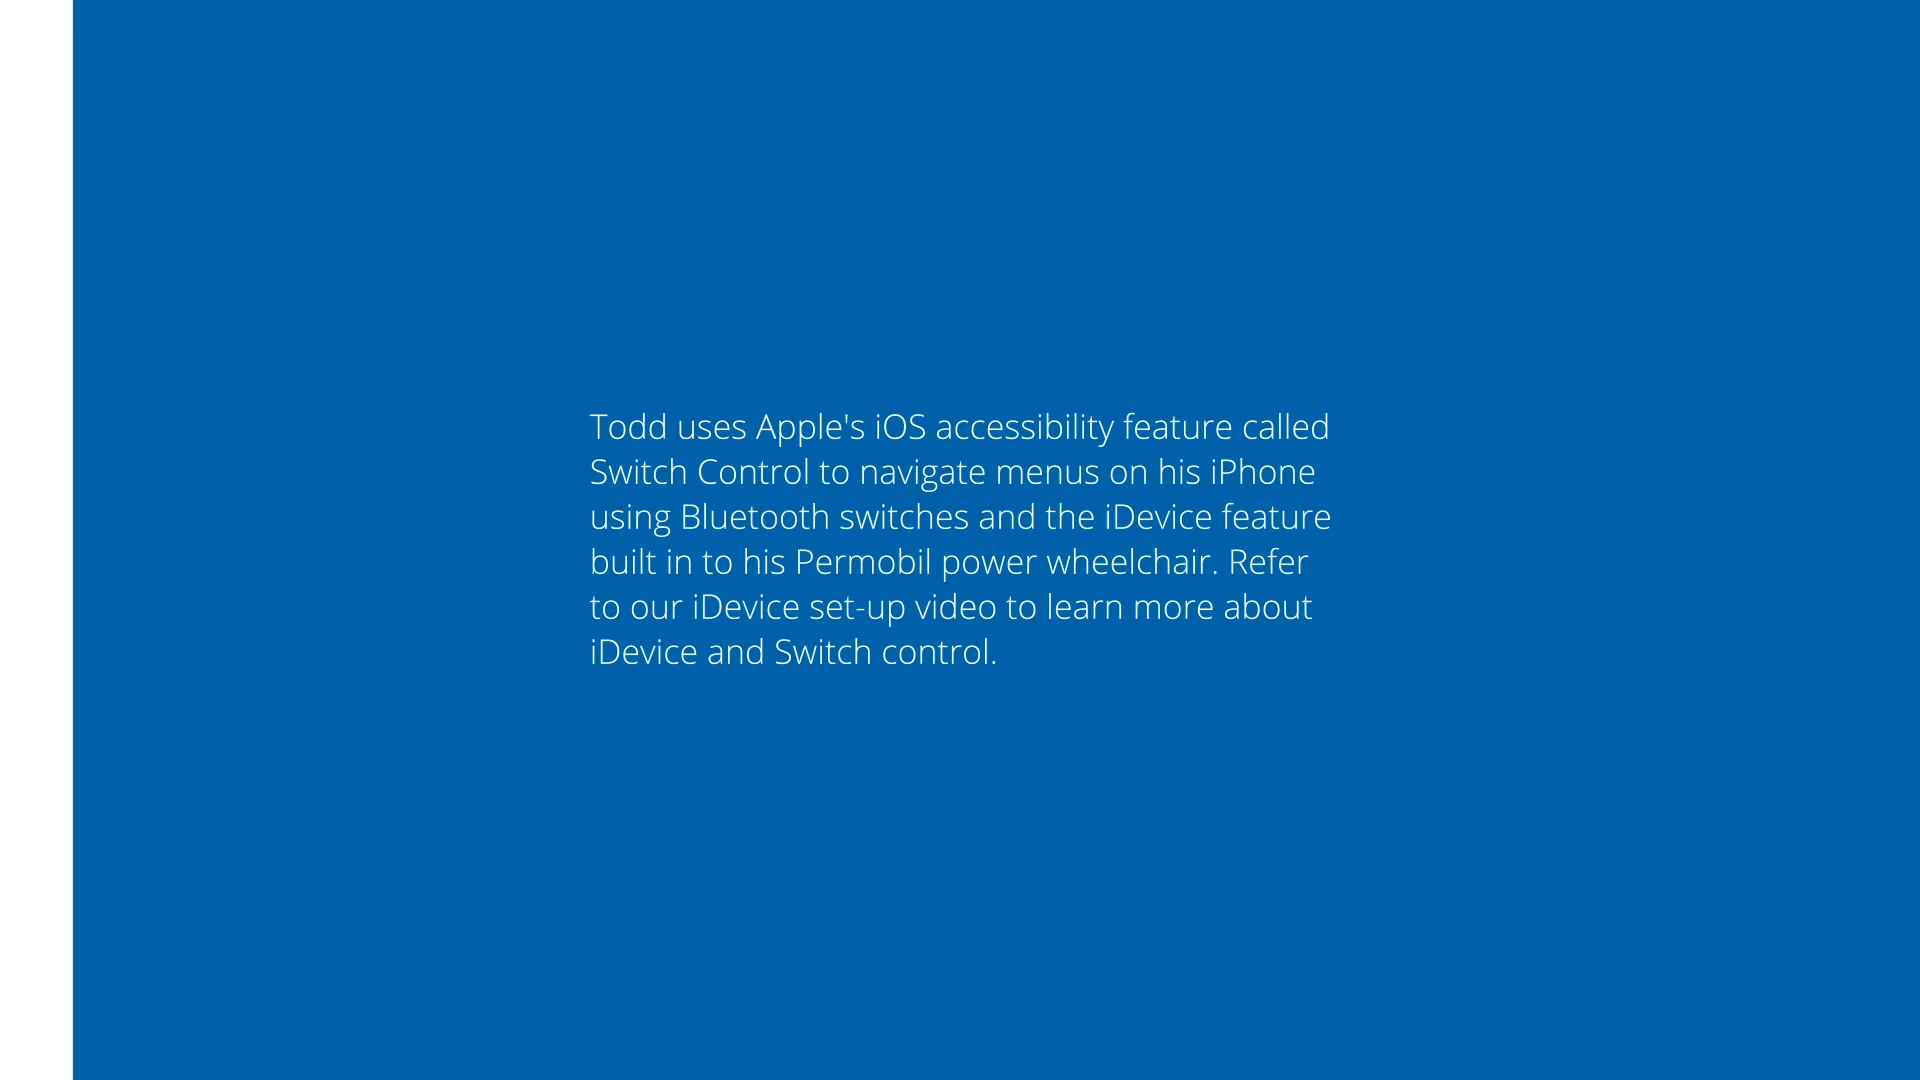 Todd uses Apple's iOS accessibility feature called
Switch Control to navigate menus on his iPhone
using Bluetooth switches and the iDevice feature
built in to his Permobil power wheelchair. Refer
to our iDevice set-up video to learn more about
iDevice and Switch control.